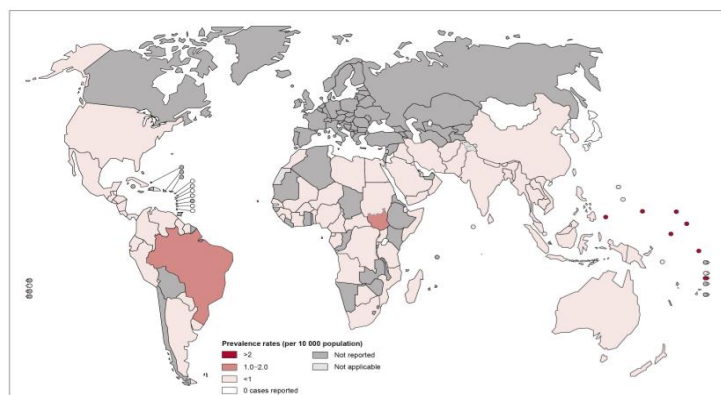 Prevalence rates (per 10 000 population)
>2
1.0–2.0
<1
0 cases reported
Not reported
Not applicable